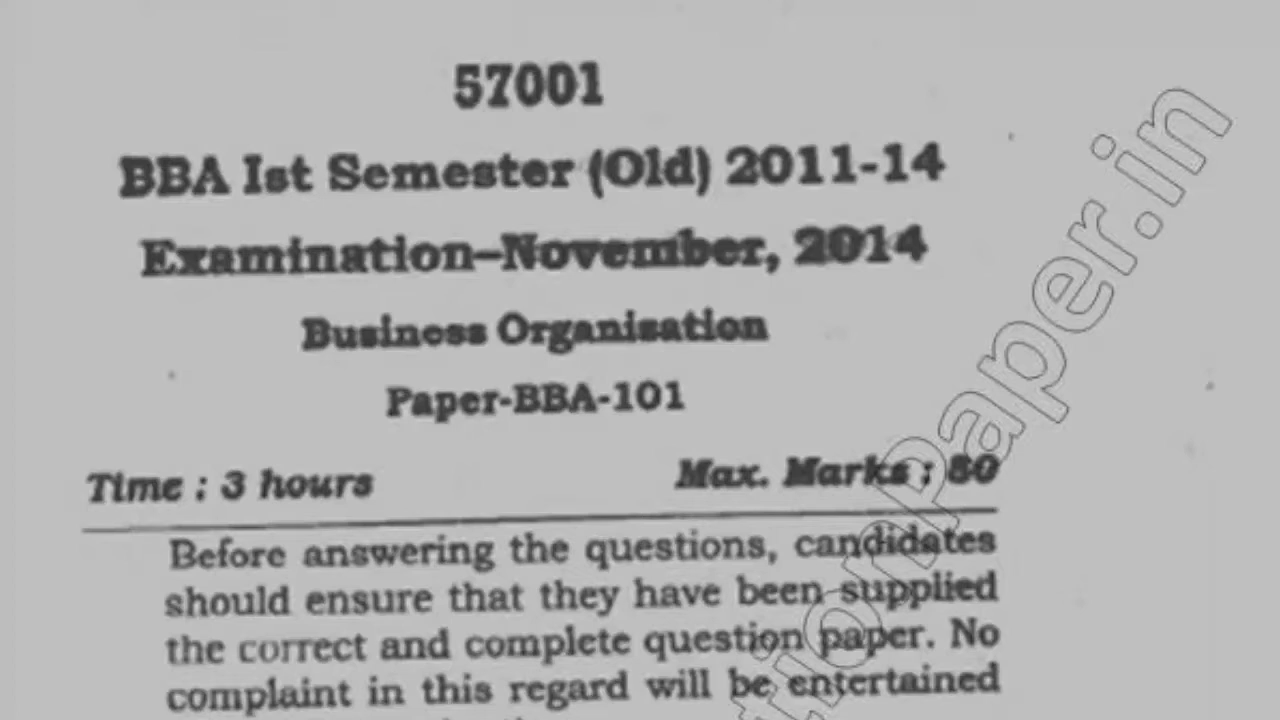 57001
BBA Ist Semester (Old) 2011-14
Examination–November, 2014
Business Organisation
Paper-BBA-101
Time : 3 hours
Max. Marks : 80
Before answering the questions, candidates
should ensure that they have been supplied
the correct and complete question paper. No
complaint in this regard will be entertained
tionPaper.in